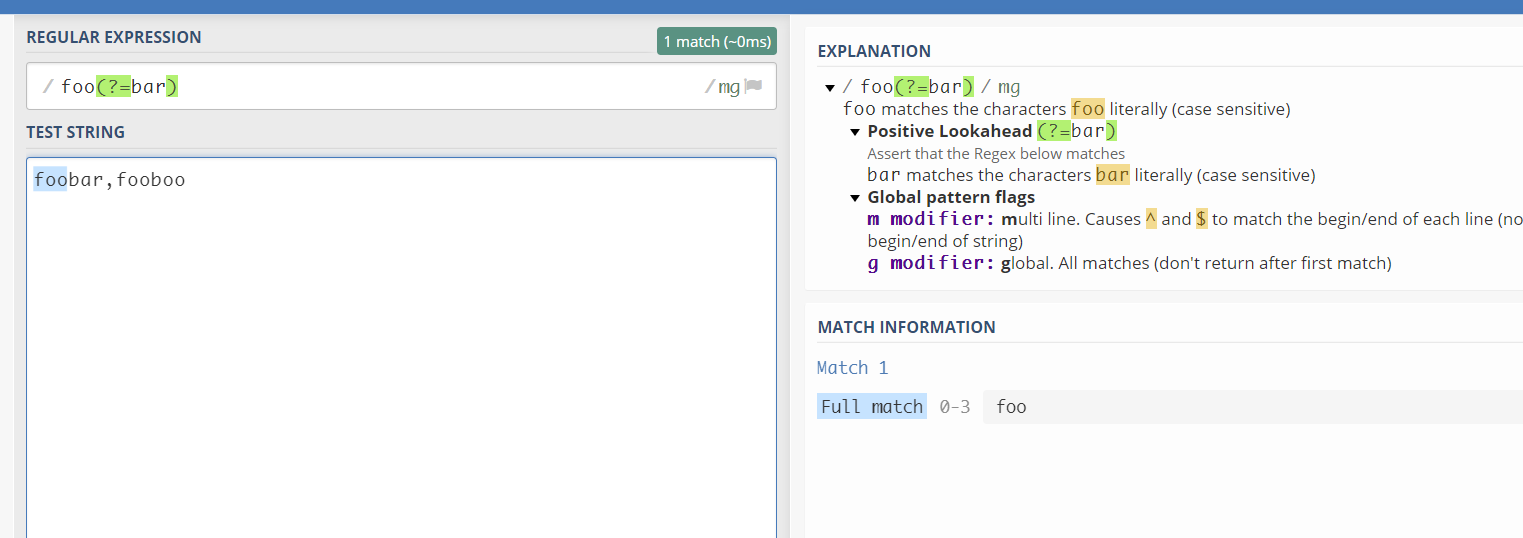 REGULAR EXPRESSION
1 match (~0ms)
/ foo(?=bar) /mg
TEST STRING
foobar,fooboo
EXPLANATION
/ foo(?=bar) / mg
foo matches the characters foo literally (case sensitive)
Positive Lookahead (?=bar)
Assert that the Regex below matches
bar matches the characters bar literally (case sensitive)
Global pattern flags
m modifier: multi line. Causes ^ and $ to match the begin/end of each line (no
begin/end of string)
g modifier: global. All matches (don't return after first match)
MATCH INFORMATION
Match 1
Full match 0-3 foo